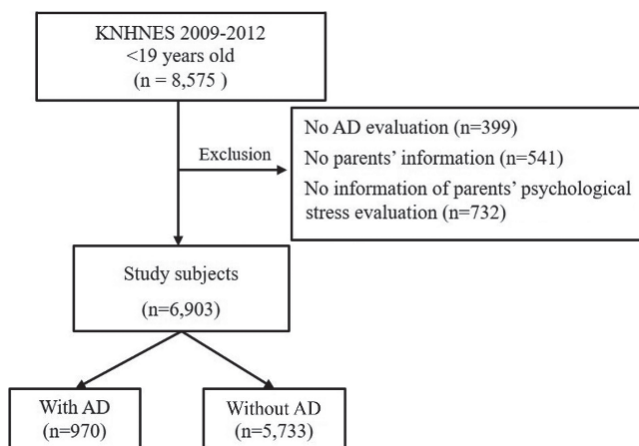 KNHNES 2009-2012
<19 years old
(n = 8,575 )
Exclusion
No AD evaluation (n=399)
No parents' information (n=541)
No information of parents' psychological
stress evaluation (n=732)
Study subjects
(n=6,903)
With AD
(n=970)
Without AD
(n=5,733)